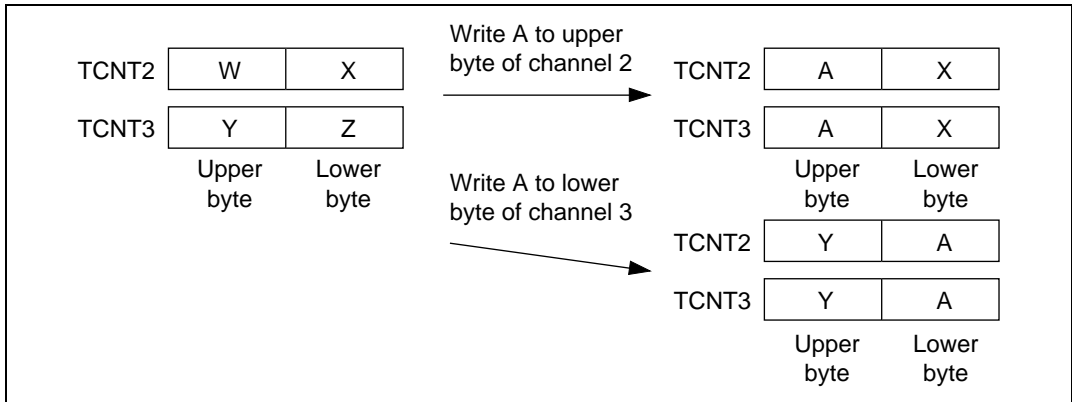 TCNT2 W X
TCNT3 Y Z
Upper byte
Lower byte
Write A to upper
byte of channel 2
Write A to lower
byte of channel 3
TCNT2 A X
TCNT3 A X
Upper byte
Lower byte
TCNT2 Y A
TCNT3 Y A
Upper byte
Lower byte